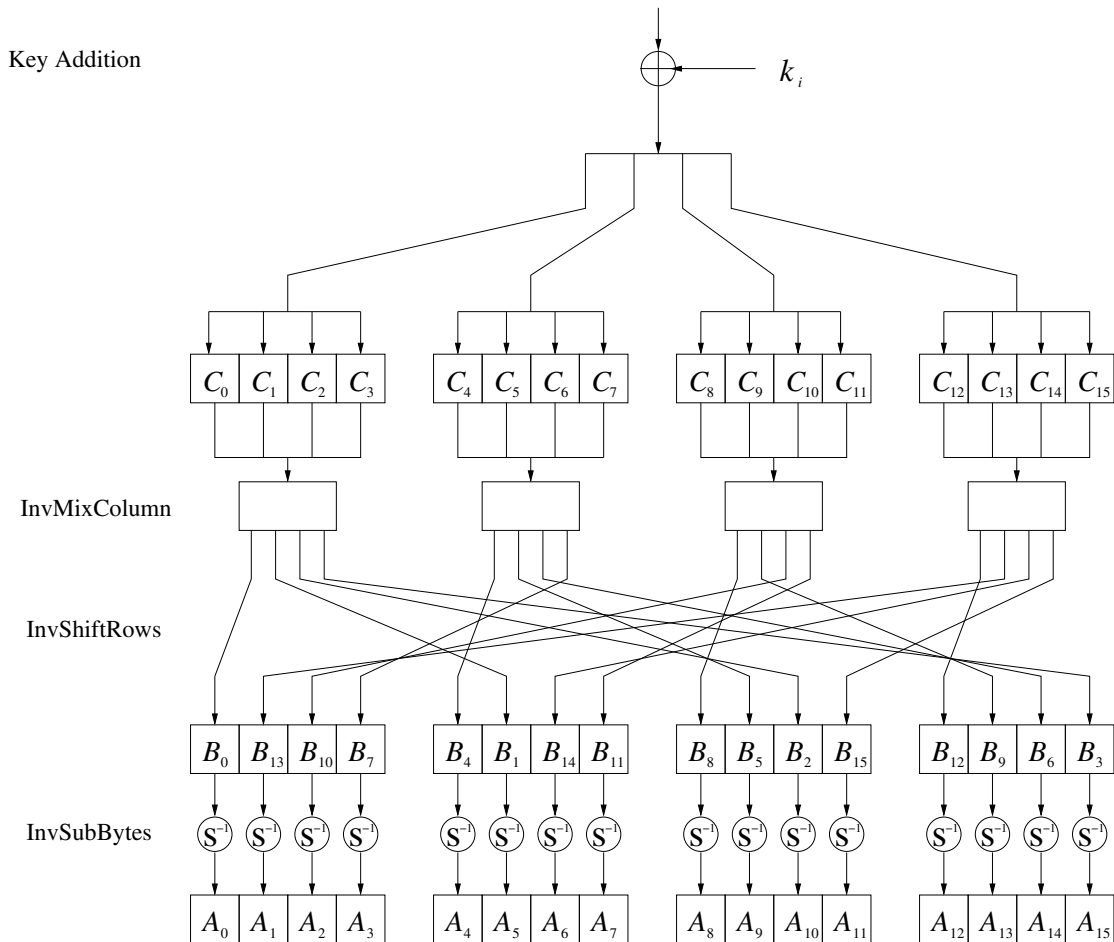 Key Addition
k_i
C_0 C_1 C_2 C_3 C_4 C_5 C_6 C_7 C_8 C_9 C_10 C_11 C_12 C_13 C_14 C_15
InvMixColumn
InvShiftRows
B_0 B_13 B_10 B_7 B_4 B_1 B_14 B_11 B_8 B_5 B_2 B_15 B_12 B_9 B_6 B_3
InvSubBytes S^-1 S^-1 S^-1 S^-1 S^-1 S^-1 S^-1 S^-1 S^-1 S^-1 S^-1 S^-1 S^-1 S^-1 S^-1 S^-1
A_0 A_1 A_2 A_3 A_4 A_5 A_6 A_7 A_8 A_9 A_10 A_11 A_12 A_13 A_14 A_15